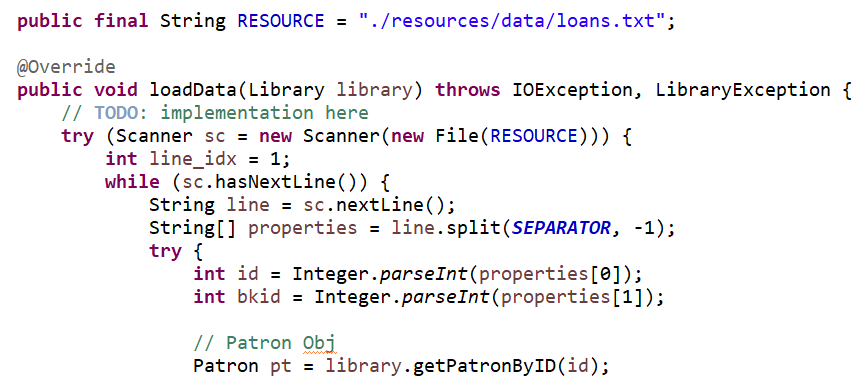 public final String RESOURCE = "./resources/data/loans.txt";
@Override
public void loadData(Library library) throws IOException, LibraryException {
// TODO: implementation here
try (Scanner sc = new Scanner(new File(RESOURCE))) {
int line_idx = 1;
while (sc.hasNextLine()) {
String line = sc.nextLine();
String[] properties = line.split(SEPARATOR, -1);
try {
int id = Integer.parseInt(properties[0]);
int bkid = Integer.parseInt(properties[1]);
// Patron Obj
Patron pt = library.getPatronByID(id);